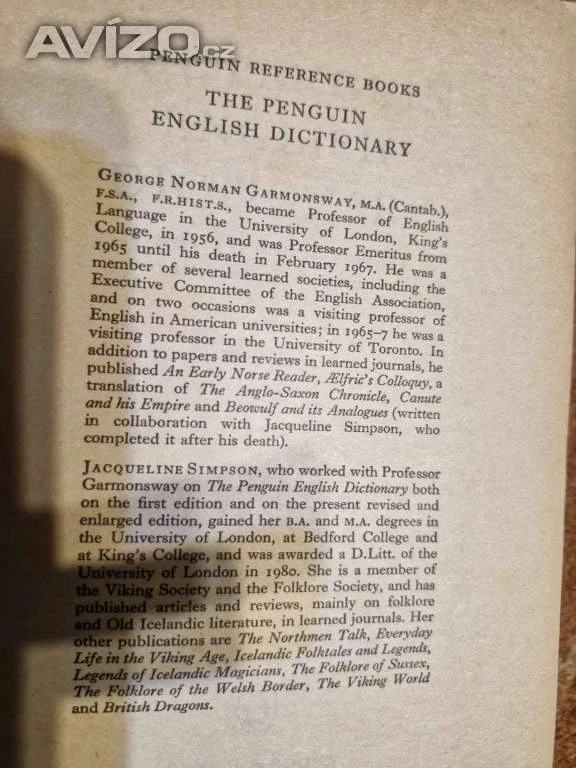 AVÍZO.cz
PENGUIN REFERENCE BOOKS
THE PENGUIN
ENGLISH DICTIONARY
GEORGE NORMAN GARMONSWAY, M.A. (Cantab.),
F.S.A., F.R.HIST.S., became Professor of English
Language in the University of London, King's
College, in 1956, and was Professor Emeritus from
1965 until his death in February 1967. He was a
member of several learned societies, including the
Executive Committee of the English Association,
and on two occasions was a visiting professor of
English in American universities; in 1965-7 he was a
visiting professor in the University of Toronto. In
addition to papers and reviews in learned journals, he
published An Early Norse Reader, Ælfric's Colloquy, a
translation of The Anglo-Saxon Chronicle, Canute
and his Empire and Beowulf and its Analogues (written
in collaboration with Jacqueline Simpson, who
completed it after his death).
JACQUELINE SIMPSON, who worked with Professor
Garmonsway on The Penguin English Dictionary both
on the first edition and on the present revised and
enlarged edition, gained her B.A. and M.A. degrees in
the University of London, at Bedford College and
at King's College, and was awarded a D.Litt. of the
University of London in 1980. She is a member of
the Viking Society and the Folklore Society, and has
published articles and reviews, mainly on folklore
and Old Icelandic literature, in learned journals. Her
other publications are The Northmen Talk, Everyday
Life in the Viking Age, Icelandic Folktales and Legends,
Legends of Icelandic Magicians, The Folklore of Sussex,
The Folklore of the Welsh Border, The Viking World
and British Dragons.